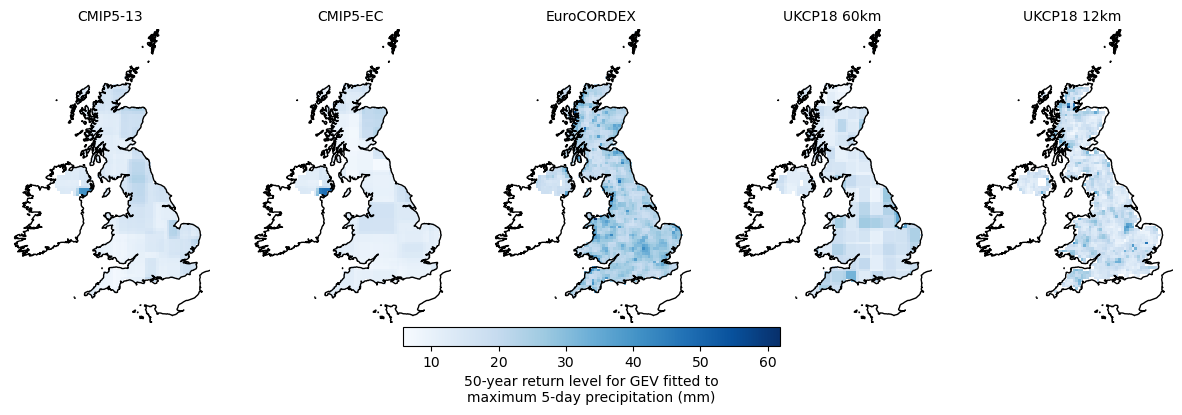 CMIP5-13
CMIP5-EC
EuroCORDEX
UKCP18 60km
UKCP18 12km
10 20 30 40 50 60
50-year return level for GEV fitted to
maximum 5-day precipitation (mm)